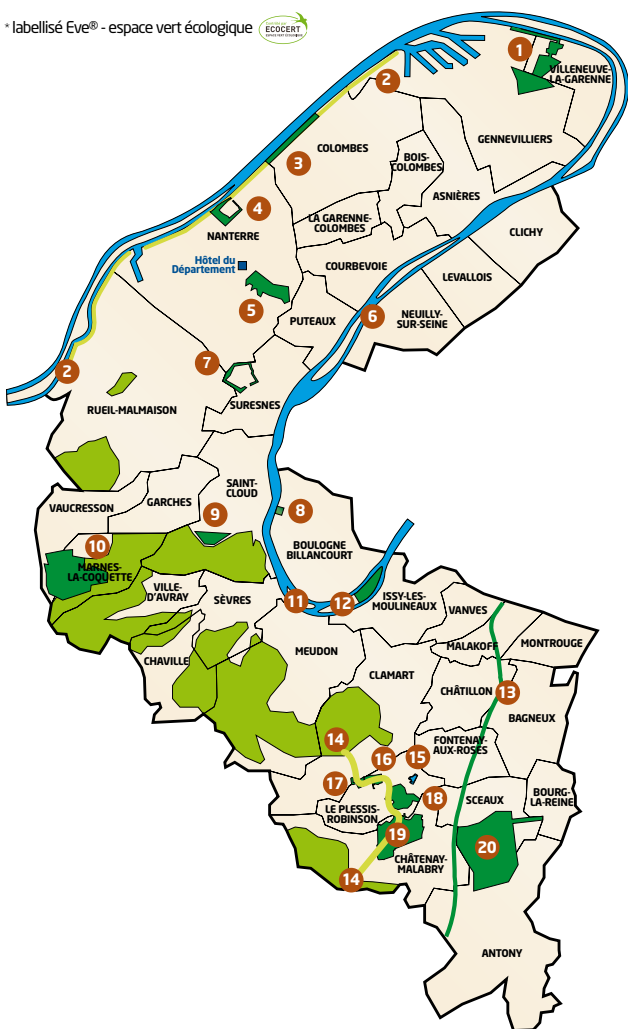 * labellisé Eve® - espace vert écologique
ECOCERT
ESPACE VERT ÉCOLOGIQUE
1
VILLENEUVE-
LA-GARENNE
2
GENNEVILLIERS
COLOMBES
3
BOIS-
COLOMBES
ASNIÈRES
4
NANTERRE
LA GARENNE-
COLOMBES
CLICHY
Hôtel du
Département
COURBEVOIE
LEVALLOIS
5
PUTEAUX
6
NEUILLY-
SUR-SEINE
7
2
RUEIL-MALMAISON
SURESNES
SAINT-
CLOUD
GARCHES
VAUCRESSON
9
8
BOULOGNE
BILLANCOURT
10
MARNES-
LA-COQUETTE
VILLE-
D'AVRAY
SÈVRES
11
12
ISSY-LES-
MOULINEAUX
VANVES
MALAKOFF
MONTROUGE
CHAVILLE
MEUDON
CLAMART
CHÂTILLON
13
BAGNEUX
14
16
15
FONTENAY-
AUX-ROSES
17
18
SCEAUX
BOURG-
LA-REINE
LE PLESSIS-
ROBINSON
19
20
CHÂTENAY-
MALABRY
14
ANTONY